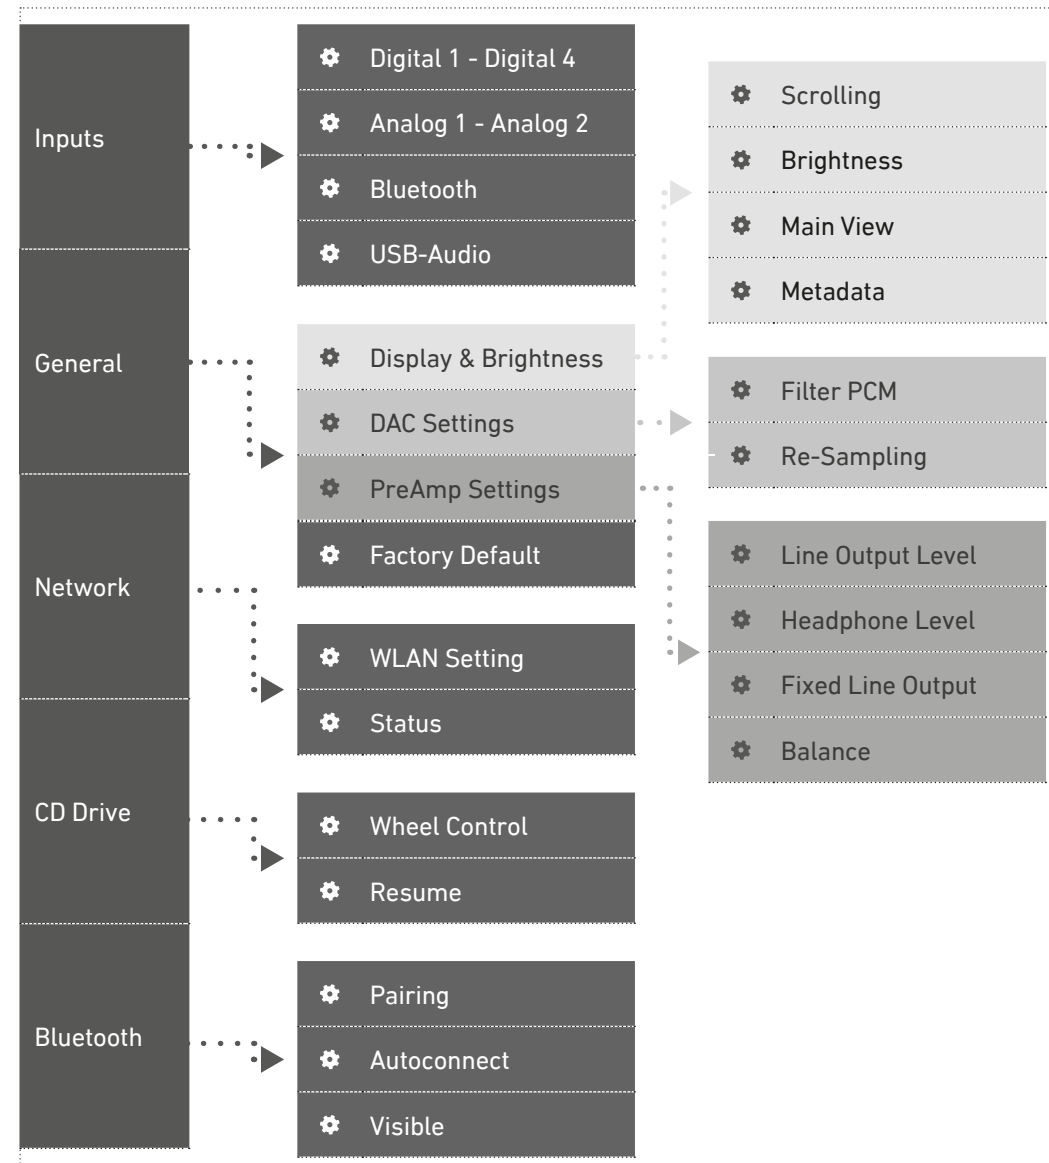 Inputs
Digital 1 - Digital 4
Analog 1 - Analog 2
Bluetooth
USB-Audio
General
Display & Brightness
DAC Settings
PreAmp Settings
Factory Default
Scrolling
Brightness
Main View
Metadata
Filter PCM
Re-Sampling
Line Output Level
Headphone Level
Fixed Line Output
Balance
Network
WLAN Setting
Status
CD Drive
Wheel Control
Resume
Bluetooth
Pairing
Autoconnect
Visible